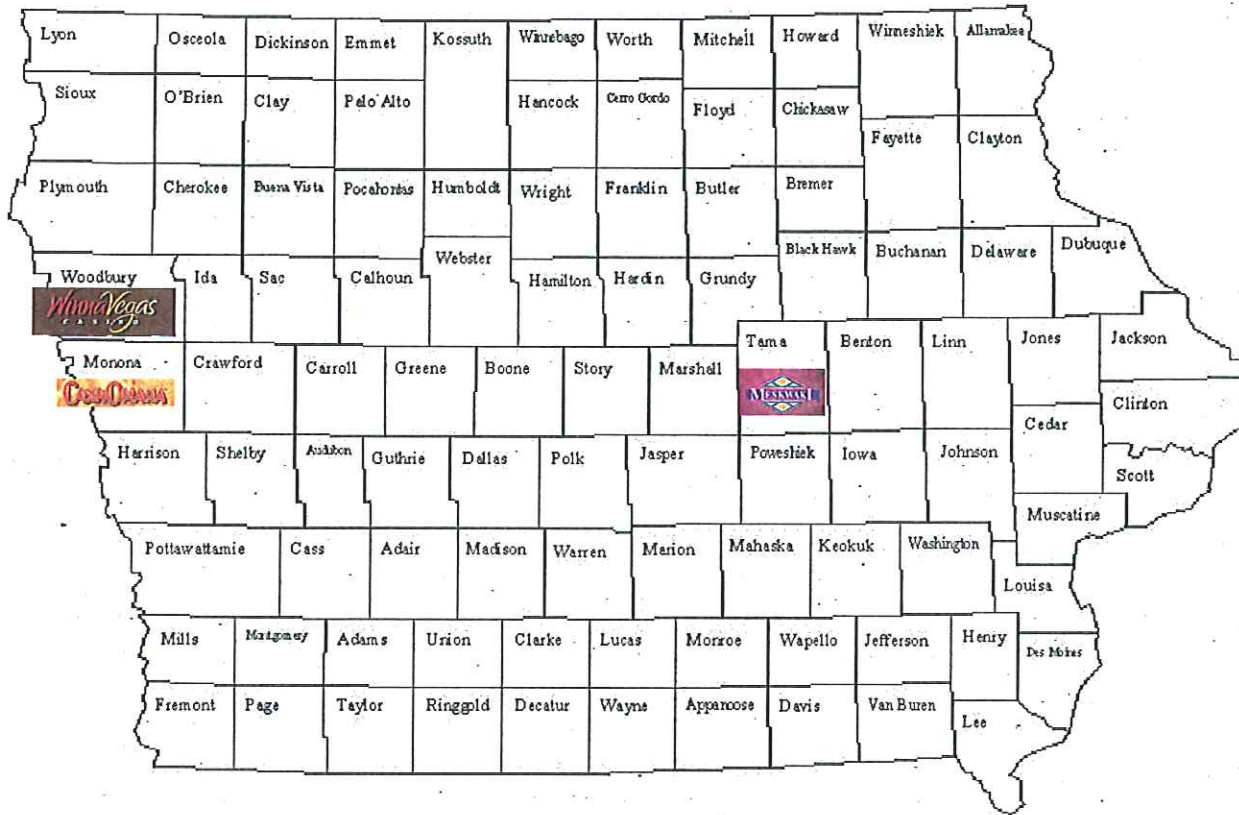 Lyon Osceola Dickinson Emmet Kossuth Winnebago Worth Mitchell Howard Winneshiek Allamakee
Sioux O'Brien Clay Palo Alto Hancock Cerro Gordo Floyd Chickasaw
Fayette Clayton
Plymouth Cherokee Buena Vista Pocahontas Humboldt Wright Franklin Butler Bremer
Black Hawk Buchanan Delaware Dubuque
Woodbury Ida Sac Calhoun Webster Hamilton Hardin Grundy
WinnaVegas
CASINO
Monona Crawford Carroll Greene Boone Story Marshall Tama Benton Linn Jones Jackson
CasinOmaha
MESKWAKI
Clinton
Cedar
Harrison Shelby Audubon Guthrie Dallas Polk Jasper Poweshiek Iowa Johnson
Scott
Muscatine
Pottawattamie Cass Adair Madison Warren Marion Mahaska Keokuk Washington
Louisa
Mills Montgomery Adams Union Clarke Lucas Monroe Wapello Jefferson Henry Des Moines
Fremont Page Taylor Ringgold Decatur Wayne Appanoose Davis Van Buren
Lee